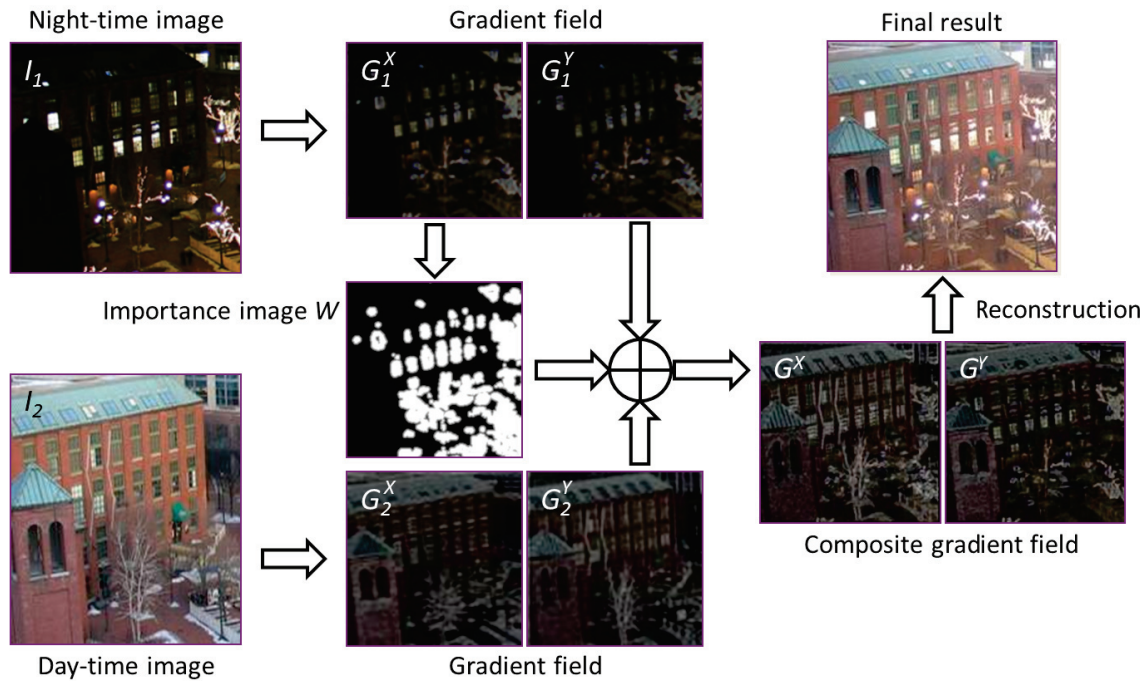 Night-time image
Gradient field
Final result
I₁
G₁ˣ
G₁ʸ
Importance image W
Reconstruction
I₂
Gˣ
Gʸ
G₂ˣ
G₂ʸ
Composite gradient field
Day-time image
Gradient field